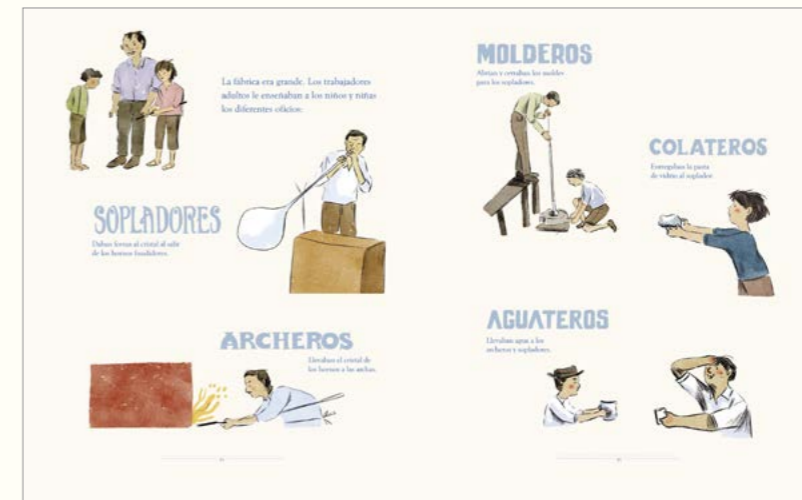 La fábrica era grande. Los trabajadores
adultos le enseñaban a los niños y niñas
los diferentes oficios:
SOPLADORES
Daban forma al cristal al salir
de los hornos fundidores.
ARCHEROS
Llevaban el cristal de
los hornos a las archas.
MOLDEROS
Abrían y cerraban los moldes
para los sopladores.
COLATEROS
Entregaban la pasta
de vidrio al soplador.
AGUATEROS
Llevaban agua a los
archeros y sopladores.